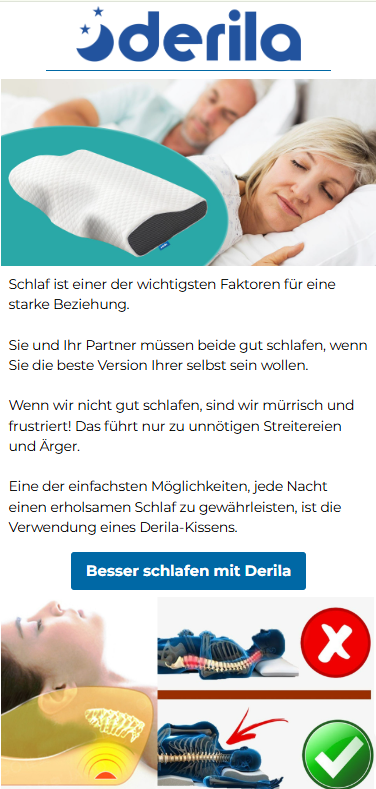 derila
Schlaf ist einer der wichtigsten Faktoren für eine
starke Beziehung.
Sie und Ihr Partner müssen beide gut schlafen, wenn
Sie die beste Version Ihrer selbst sein wollen.
Wenn wir nicht gut schlafen, sind wir mürrisch und
frustriert! Das führt nur zu unnötigen Streitereien
und Ärger.
Eine der einfachsten Möglichkeiten, jede Nacht
einen erholsamen Schlaf zu gewährleisten, ist die
Verwendung eines Derila-Kissens.
Besser schlafen mit Derila